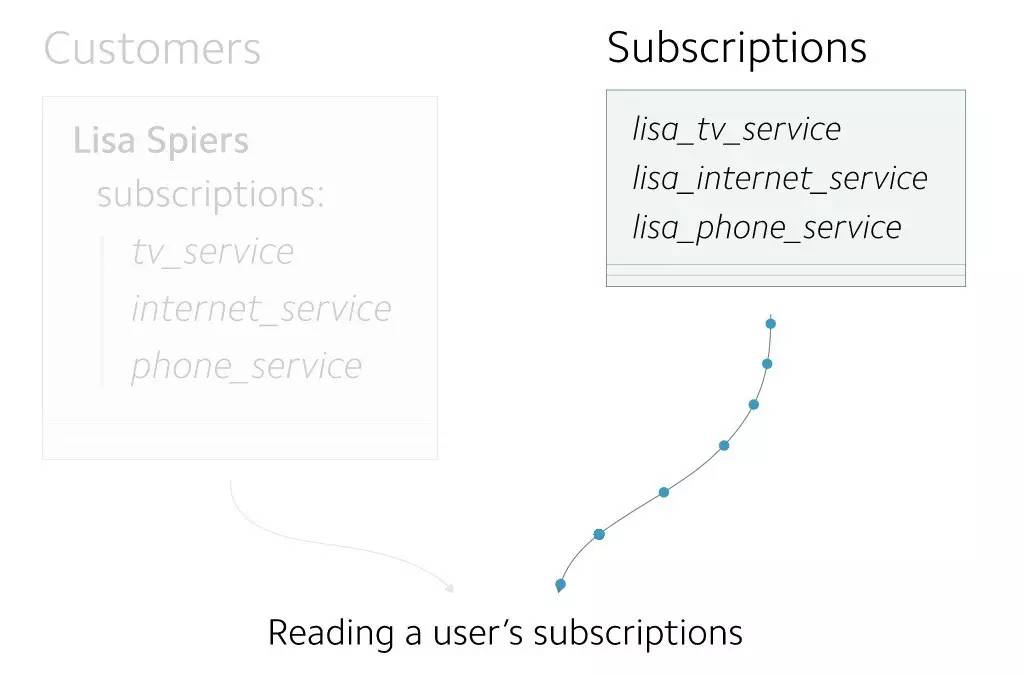 Customers
Lisa Spiers
subscriptions:
tv_service
internet_service
phone_service
Subscriptions
lisa_tv_service
lisa_internet_service
lisa_phone_service
Reading a user’s subscriptions